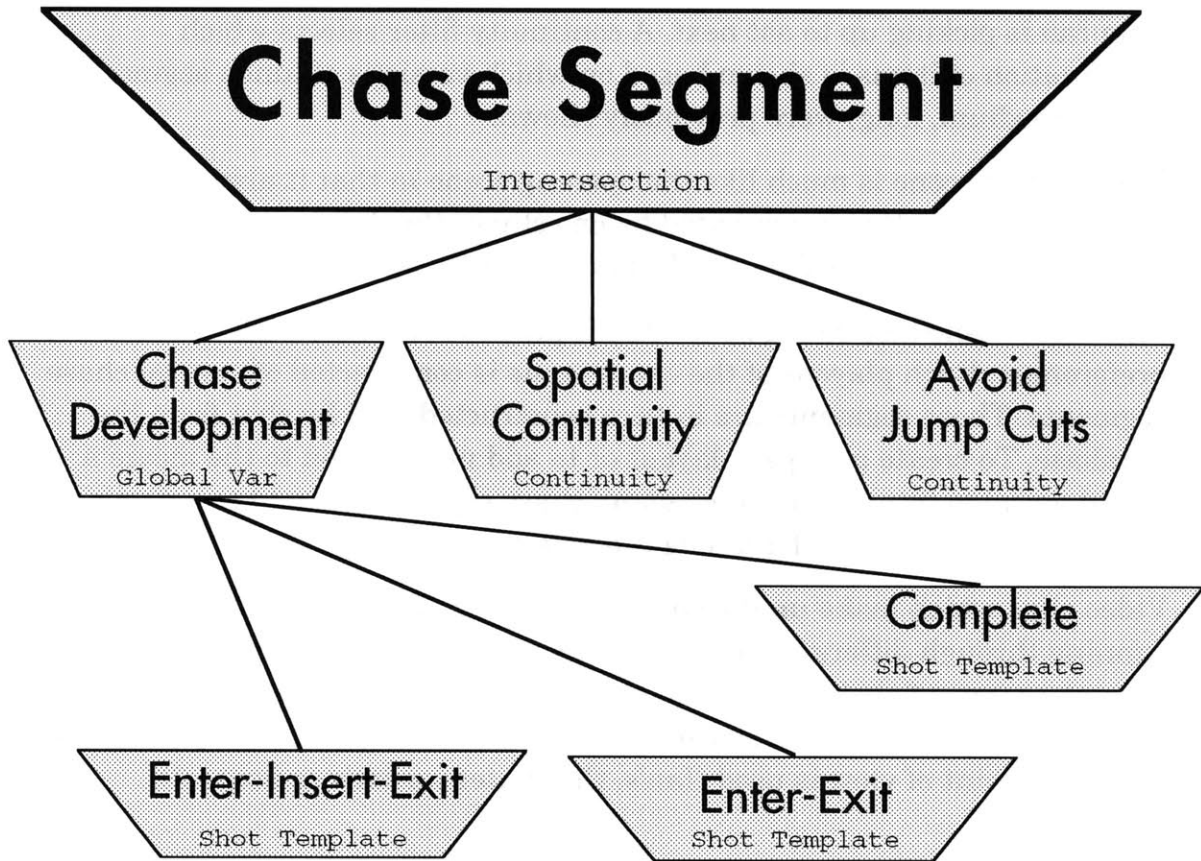 Chase Segment
Intersection
Chase
Development
Global Var
Spatial
Continuity
Continuity
Avoid
Jump Cuts
Continuity
Complete
Shot Template
Enter-Insert-Exit
Shot Template
Enter-Exit
Shot Template